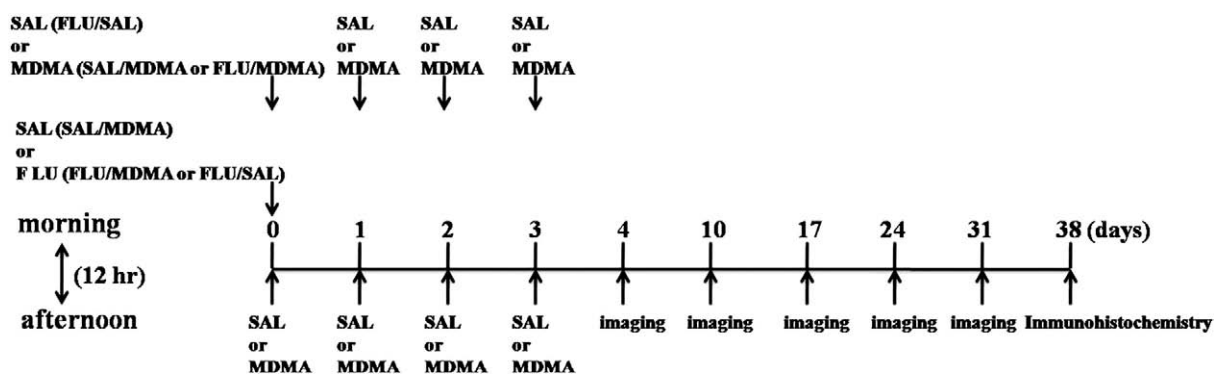 SAL (FLU/SAL)
or
MDMA (SAL/MDMA or FLU/MDMA)
SAL
or
MDMA
SAL
or
MDMA
SAL
or
MDMA
SAL (SAL/MDMA)
or
F LU (FLU/MDMA or FLU/SAL)
morning
0 1 2 3 4 10 17 24 31 38 (days)
(12 hr)
afternoon
SAL
or
MDMA
SAL
or
MDMA
SAL
or
MDMA
SAL
or
MDMA
imaging imaging imaging imaging imaging Immunohistochemistry